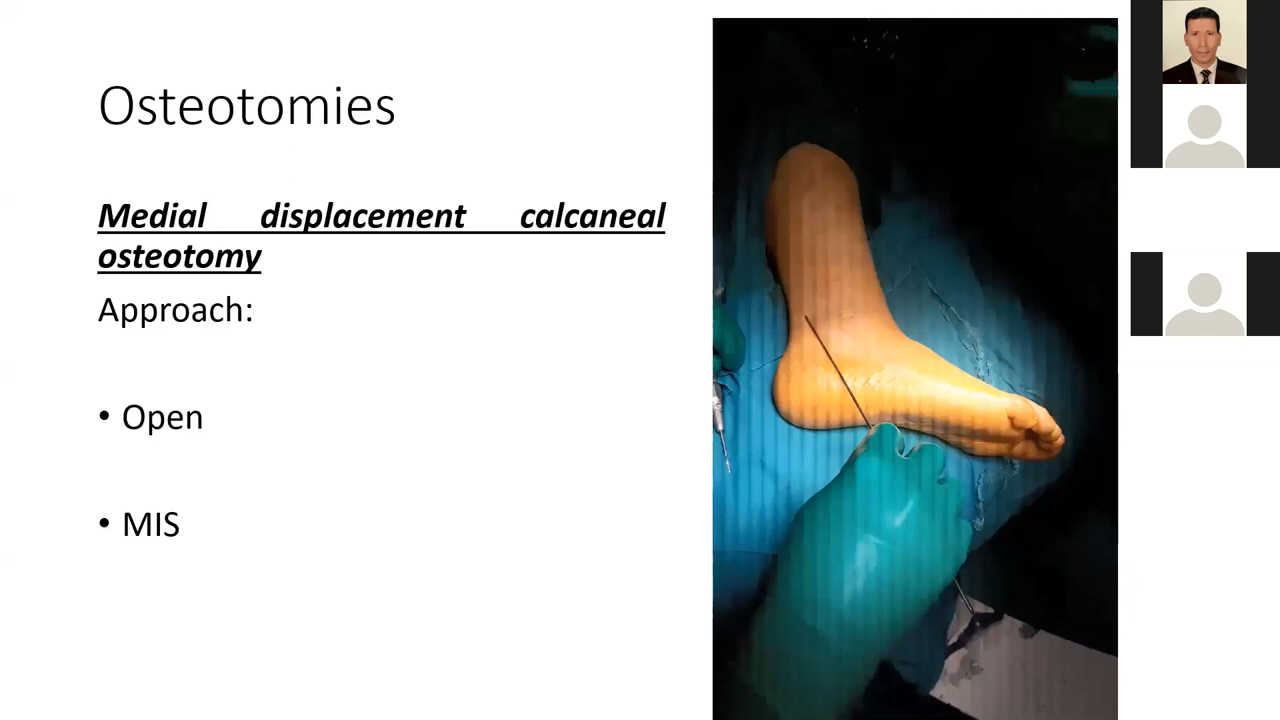 Osteotomies
Medial displacement calcaneal
osteotomy
Approach:
• Open
• MIS